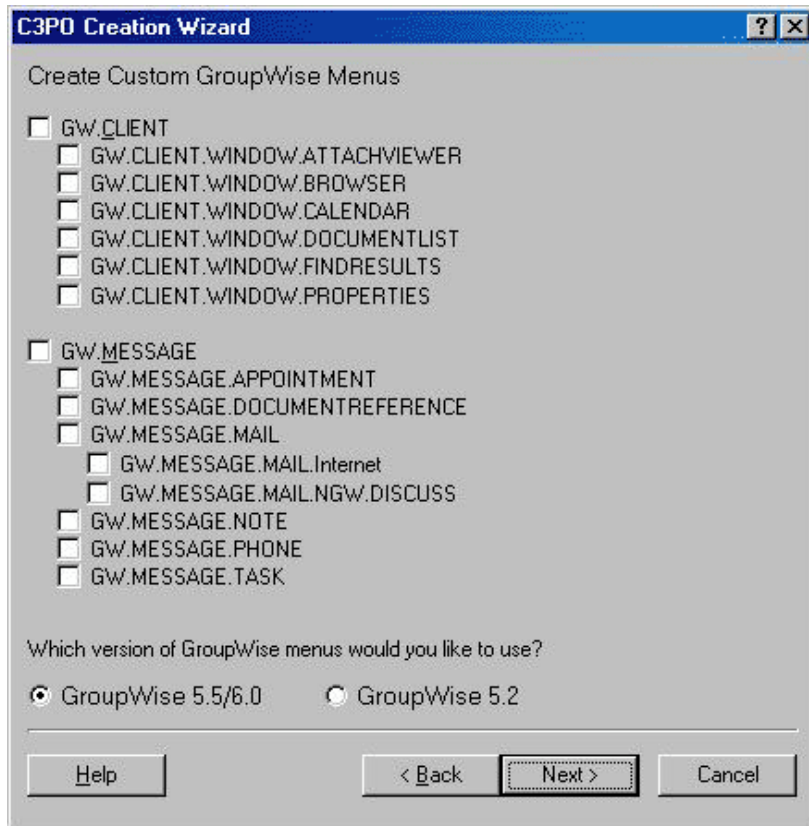 C3PO Creation Wizard
Create Custom GroupWise Menus
GW.CLIENT
GW.CLIENT.WINDOW.ATTACHVIEWER
GW.CLIENT.WINDOW.BROWSER
GW.CLIENT.WINDOW.CALENDAR
GW.CLIENT.WINDOW.DOCUMENTLIST
GW.CLIENT.WINDOW.FINDRESULTS
GW.CLIENT.WINDOW.PROPERTIES
GW.MESSAGE
GW.MESSAGE.APPOINTMENT
GW.MESSAGE.DOCUMENTREFERENCE
GW.MESSAGE.MAIL
GW.MESSAGE.MAIL.Internet
GW.MESSAGE.MAIL.NGW.DISCUSS
GW.MESSAGE.NOTE
GW.MESSAGE.PHONE
GW.MESSAGE.TASK
Which version of GroupWise menus would you like to use?
GroupWise 5.5/6.0 GroupWise 5.2
Help < Back Next > Cancel